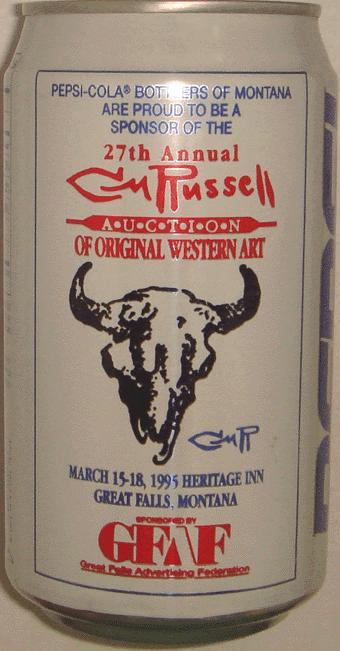 PEPSI-COLA® BOTTLERS OF MONTANA
ARE PROUD TO BE A
SPONSOR OF THE
27th Annual
CM Russell
A•U•C•T•I•O•N
OF ORIGINAL WESTERN ART
CMR
MARCH 15-18, 1995 HERITAGE INN
GREAT FALLS, MONTANA
SPONSORED BY
GFAF
Great Falls Advertising Federation
PEPSI